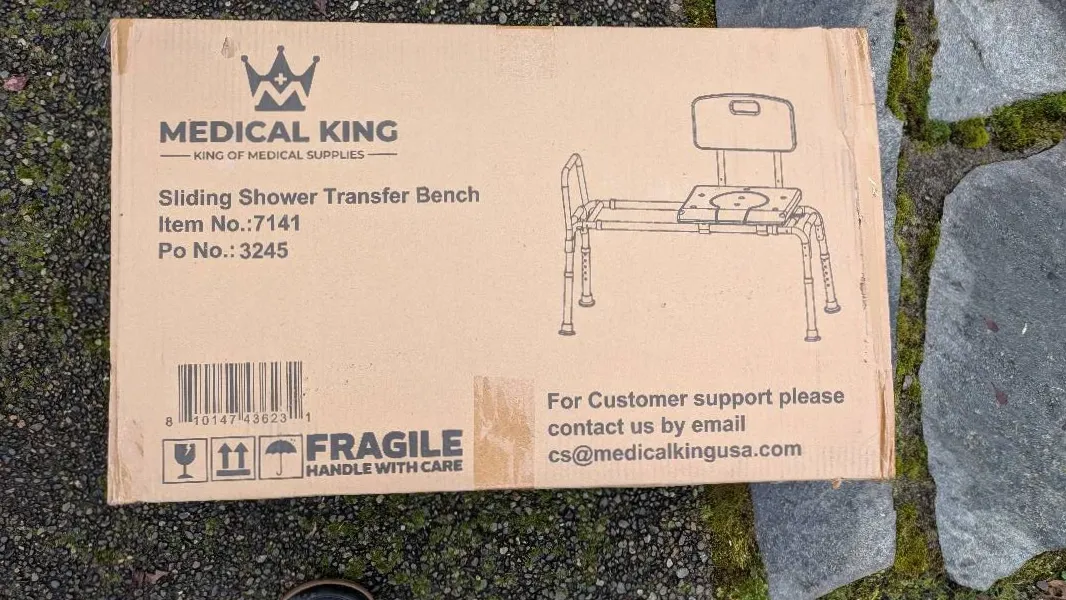 MEDICAL KING
KING OF MEDICAL SUPPLIES
Sliding Shower Transfer Bench
Item No.:7141
Po No.: 3245
8 10147 43623 1
FRAGILE
HANDLE WITH CARE
For Customer support please
contact us by email
cs@medicalkingusa.com